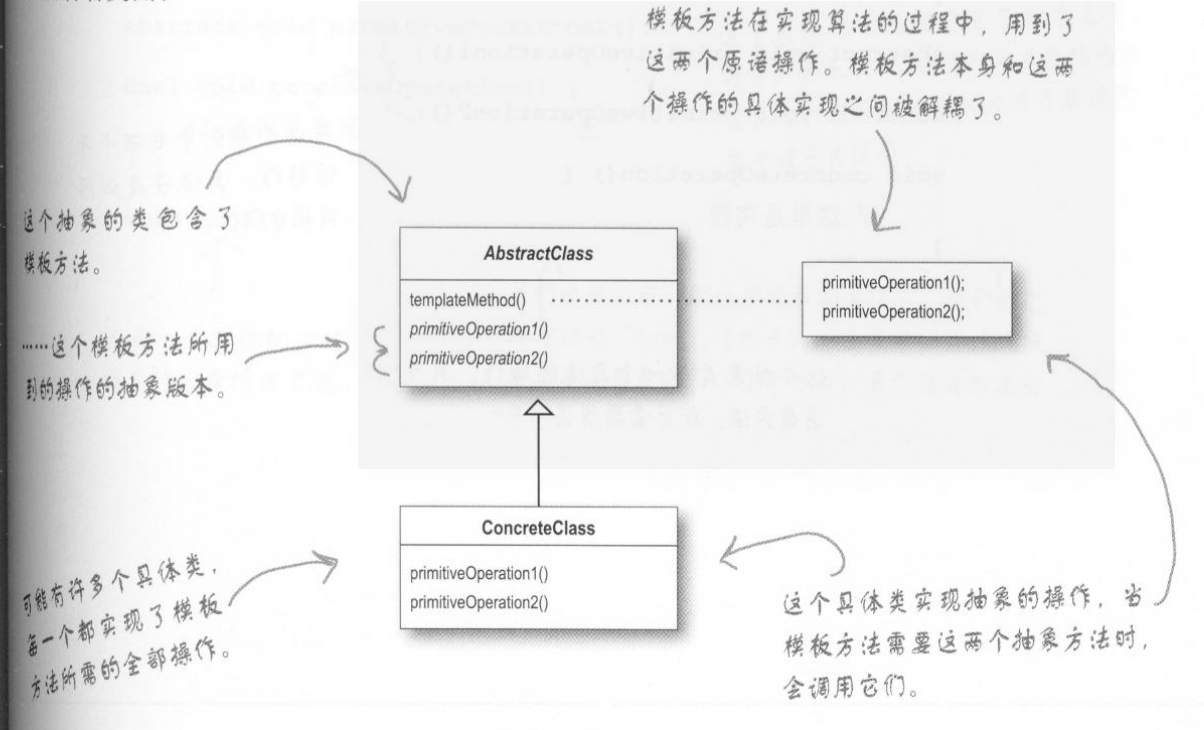 模板方法在实现算法的过程中，用到了
这两个原语操作。模板方法本身和这两
个操作的具体实现之间被解耦了。
这个抽象的类包含了
模板方法。
……这个模板方法所用
到的操作的抽象版本。
AbstractClass
templateMethod()
primitiveOperation1()
primitiveOperation2()
primitiveOperation1();
primitiveOperation2();
ConcreteClass
primitiveOperation1()
primitiveOperation2()
可能有许多个具体类，
每一个都实现了模板
方法所需的全部操作。
这个具体类实现抽象的操作，当
模板方法需要这两个抽象方法时，
会调用它们。